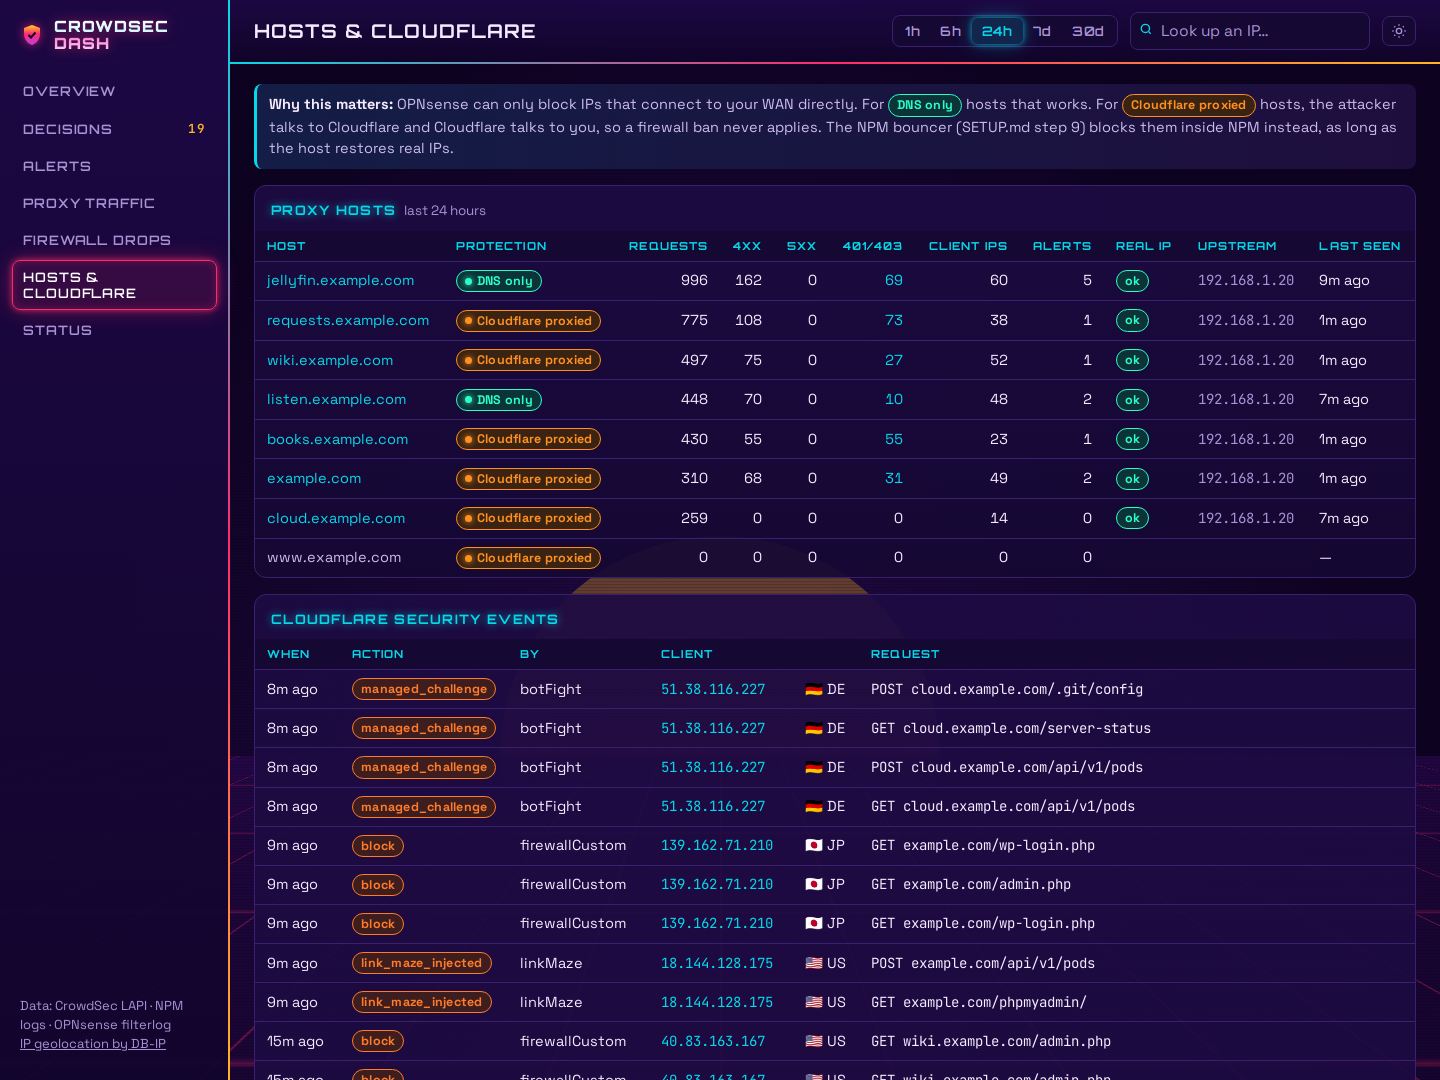 CROWDSEC
DASH
OVERVIEW
DECISIONS 19
ALERTS
PROXY TRAFFIC
FIREWALL DROPS
HOSTS &
CLOUDFLARE
STATUS
Data: CrowdSec LAPI · NPM
logs · OPNsense filterlog
IP geolocation by DB-IP
HOSTS & CLOUDFLARE
1h 6h 24h 7d 30d
Look up an IP...
Why this matters: OPNsense can only block IPs that connect to your WAN directly. For DNS only hosts that works. For Cloudflare proxied hosts, the attacker
talks to Cloudflare and Cloudflare talks to you, so a firewall ban never applies. The NPM bouncer (SETUP.md step 9) blocks them inside NPM instead, as long as
the host restores real IPs.
PROXY HOSTS last 24 hours
HOST PROTECTION REQUESTS 4XX 5XX 401/403 CLIENT IPS ALERTS REAL IP UPSTREAM LAST SEEN
jellyfin.example.com DNS only 996 162 0 69 60 5 ok 192.168.1.20 9m ago
requests.example.com Cloudflare proxied 775 108 0 73 38 1 ok 192.168.1.20 1m ago
wiki.example.com Cloudflare proxied 497 75 0 27 52 1 ok 192.168.1.20 1m ago
listen.example.com DNS only 448 70 0 10 48 2 ok 192.168.1.20 7m ago
books.example.com Cloudflare proxied 430 55 0 55 23 1 ok 192.168.1.20 1m ago
example.com Cloudflare proxied 310 68 0 31 49 2 ok 192.168.1.20 1m ago
cloud.example.com Cloudflare proxied 259 0 0 0 14 0 ok 192.168.1.20 7m ago
www.example.com Cloudflare proxied 0 0 0 0 0 0 —
CLOUDFLARE SECURITY EVENTS
WHEN ACTION BY CLIENT REQUEST
8m ago managed_challenge botFight 51.38.116.227 DE POST cloud.example.com/.git/config
8m ago managed_challenge botFight 51.38.116.227 DE GET cloud.example.com/server-status
8m ago managed_challenge botFight 51.38.116.227 DE POST cloud.example.com/api/v1/pods
8m ago managed_challenge botFight 51.38.116.227 DE GET cloud.example.com/api/v1/pods
9m ago block firewallCustom 139.162.71.210 JP GET example.com/wp-login.php
9m ago block firewallCustom 139.162.71.210 JP GET example.com/admin.php
9m ago block firewallCustom 139.162.71.210 JP GET example.com/wp-login.php
9m ago link_maze_injected linkMaze 18.144.128.175 US POST example.com/api/v1/pods
9m ago link_maze_injected linkMaze 18.144.128.175 US GET example.com/phpmyadmin/
15m ago block firewallCustom 40.83.163.167 US GET wiki.example.com/admin.php
15m ago block firewallCustom 40.83.163.167 US GET wiki.example.com/admin.php